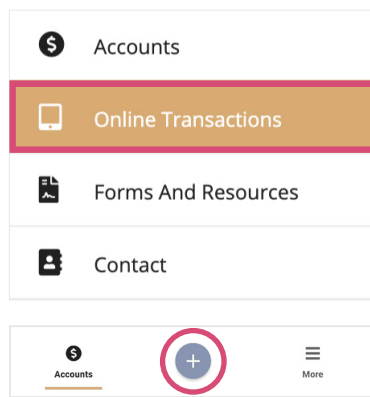 Accounts
Online Transactions
Forms And Resources
Contact
Accounts
More